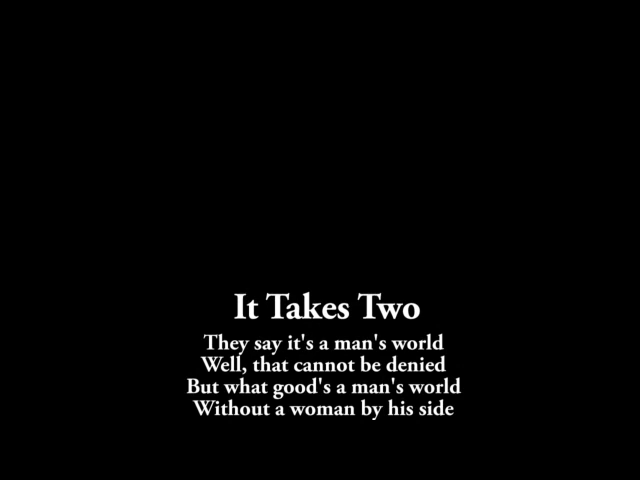 It Takes Two
They say it's a man's world
Well, that cannot be denied
But what good's a man's world
Without a woman by his side